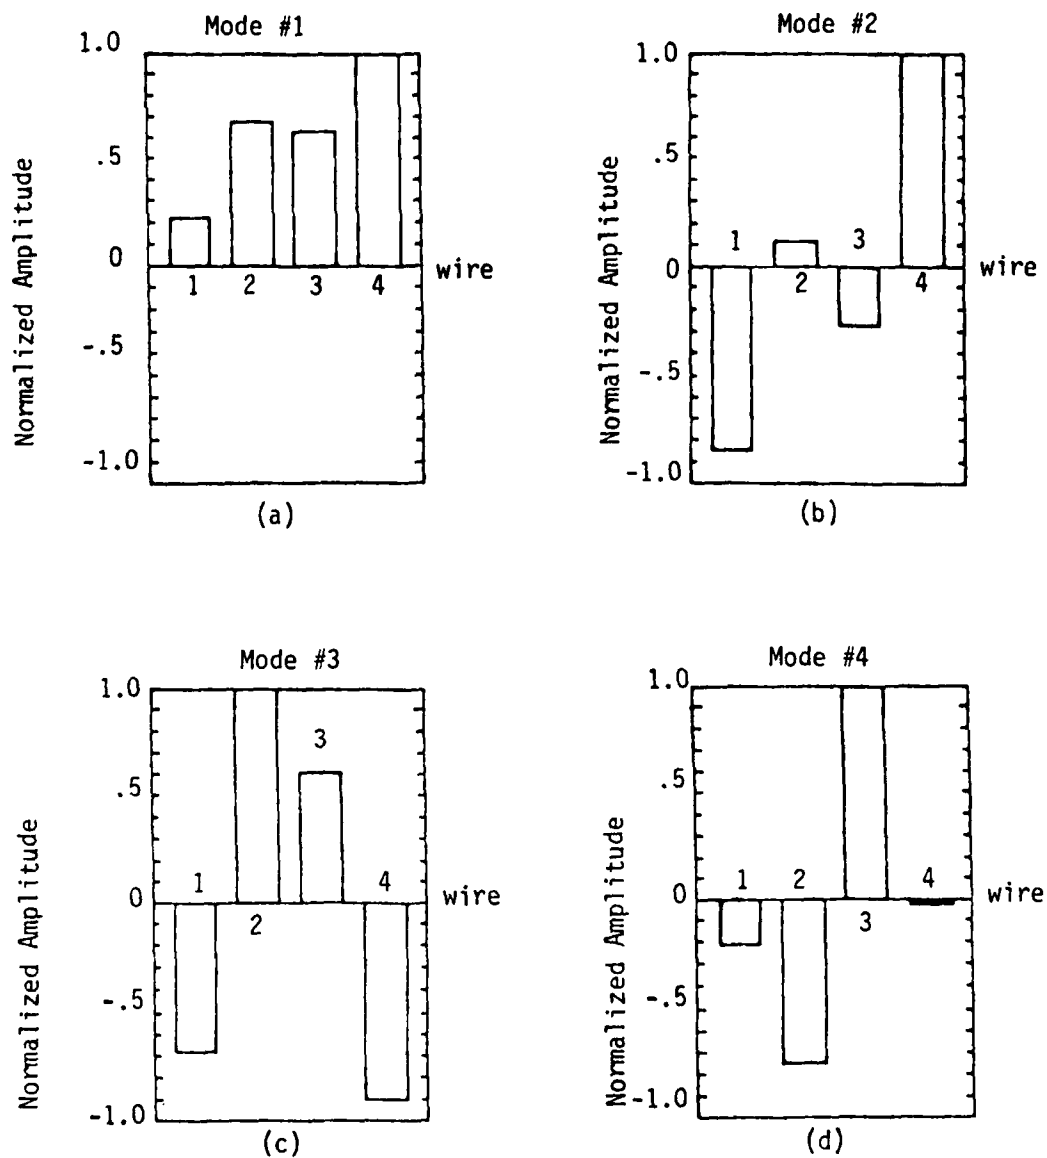 Mode #1
1.0
.5
0
-.5
-1.0
Normalized Amplitude
1 2 3 4
wire
(a)
Mode #2
1.0
.5
0
-.5
-1.0
Normalized Amplitude
1 3
2 4
wire
(b)
Mode #3
1.0
.5
0
-.5
-1.0
Normalized Amplitude
3
1 4
2
wire
(c)
Mode #4
1.0
.5
0
-.5
-1.0
Normalized Amplitude
1 2 4
3
wire
(d)